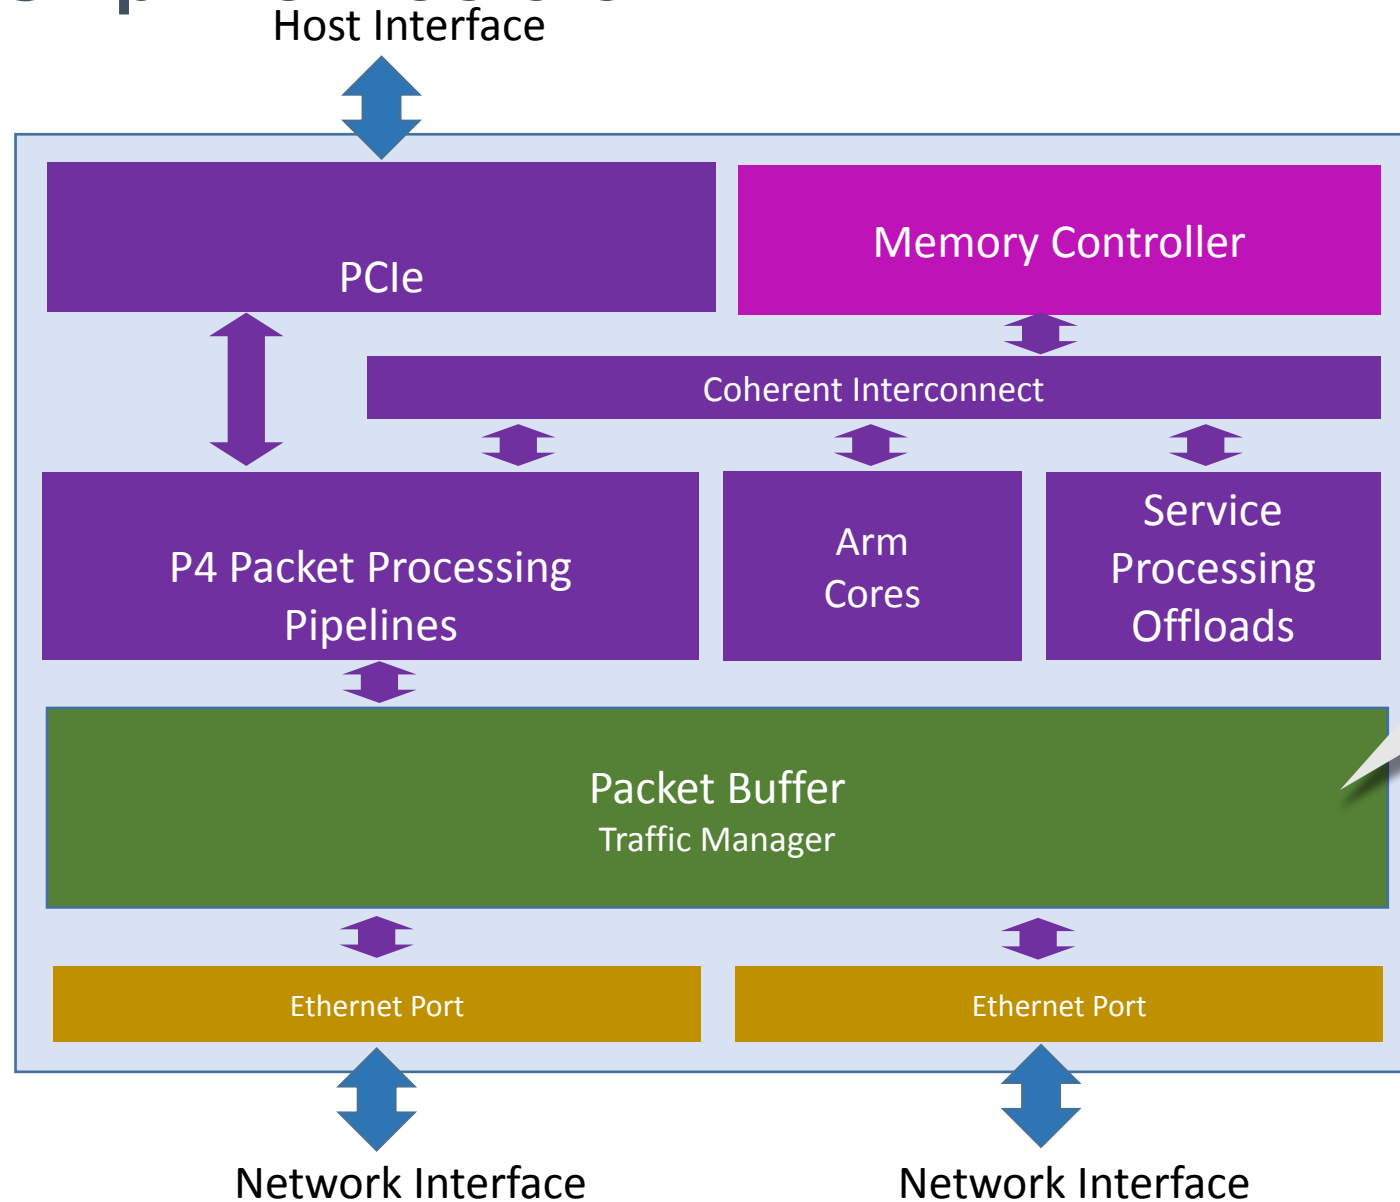 Host Interface
PCIe
Memory Controller
Coherent Interconnect
P4 Packet Processing
Pipelines
Arm
Cores
Service
Processing
Offloads
Packet Buffer
Traffic Manager
Ethernet Port
Ethernet Port
Network Interface
Network Interface